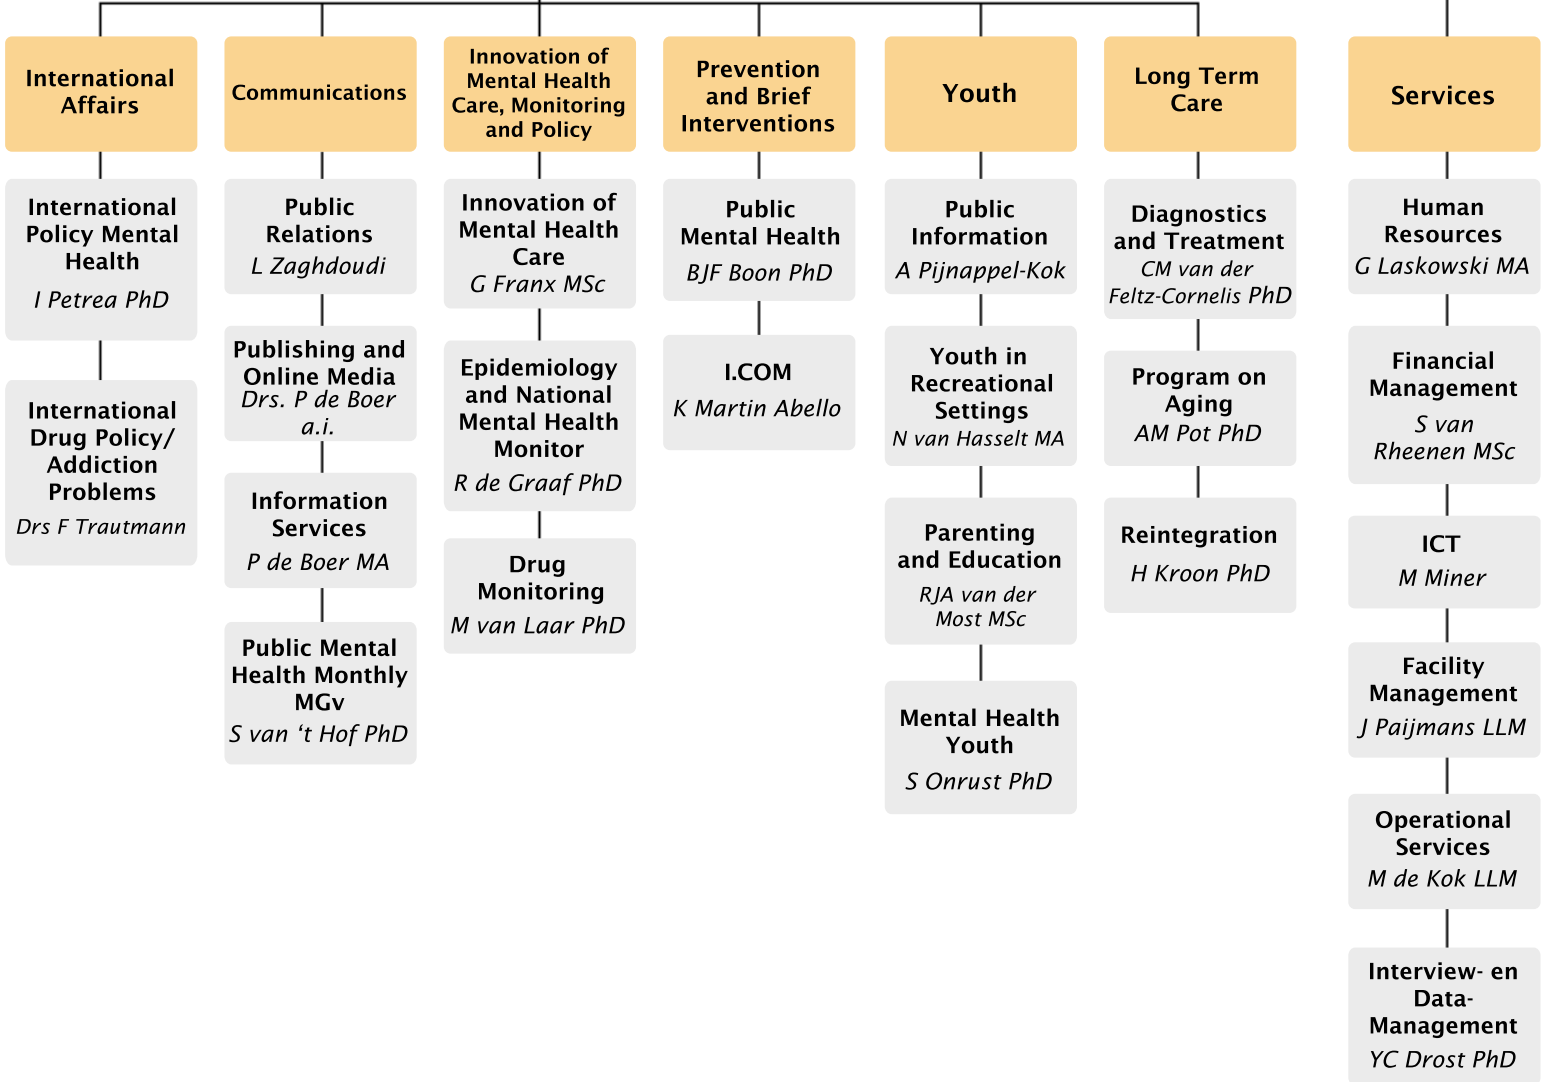 International
Affairs
International
Policy Mental
Health
I Petrea PhD
International
Drug Policy/
Addiction
Problems
Drs F Trautmann
Communications
Public
Relations
L Zaghdoudi
Publishing and
Online Media
Drs. P de Boer
a.i.
Information
Services
P de Boer MA
Public Mental
Health Monthly
MGv
S van ‘t Hof PhD
Innovation of
Mental Health
Care, Monitoring
and Policy
Innovation of
Mental Health
Care
G Franx MSc
Epidemiology
and National
Mental Health
Monitor
R de Graaf PhD
Drug
Monitoring
M van Laar PhD
Prevention
and Brief
Interventions
Public
Mental Health
BJF Boon PhD
I.COM
K Martin Abello
Youth
Public
Information
A Pijnappel-Kok
Youth in
Recreational
Settings
N van Hasselt MA
Parenting
and Education
RJA van der
Most MSc
Mental Health
Youth
S Onrust PhD
Long Term
Care
Diagnostics
and Treatment
CM van der
Feltz-Cornelis PhD
Program on
Aging
AM Pot PhD
Reintegration
H Kroon PhD
Services
Human
Resources
G Laskowski MA
Financial
Management
S van
Rheenen MSc
ICT
M Miner
Facility
Management
J Paijmans LLM
Operational
Services
M de Kok LLM
Interview- en
Data-
Management
YC Drost PhD